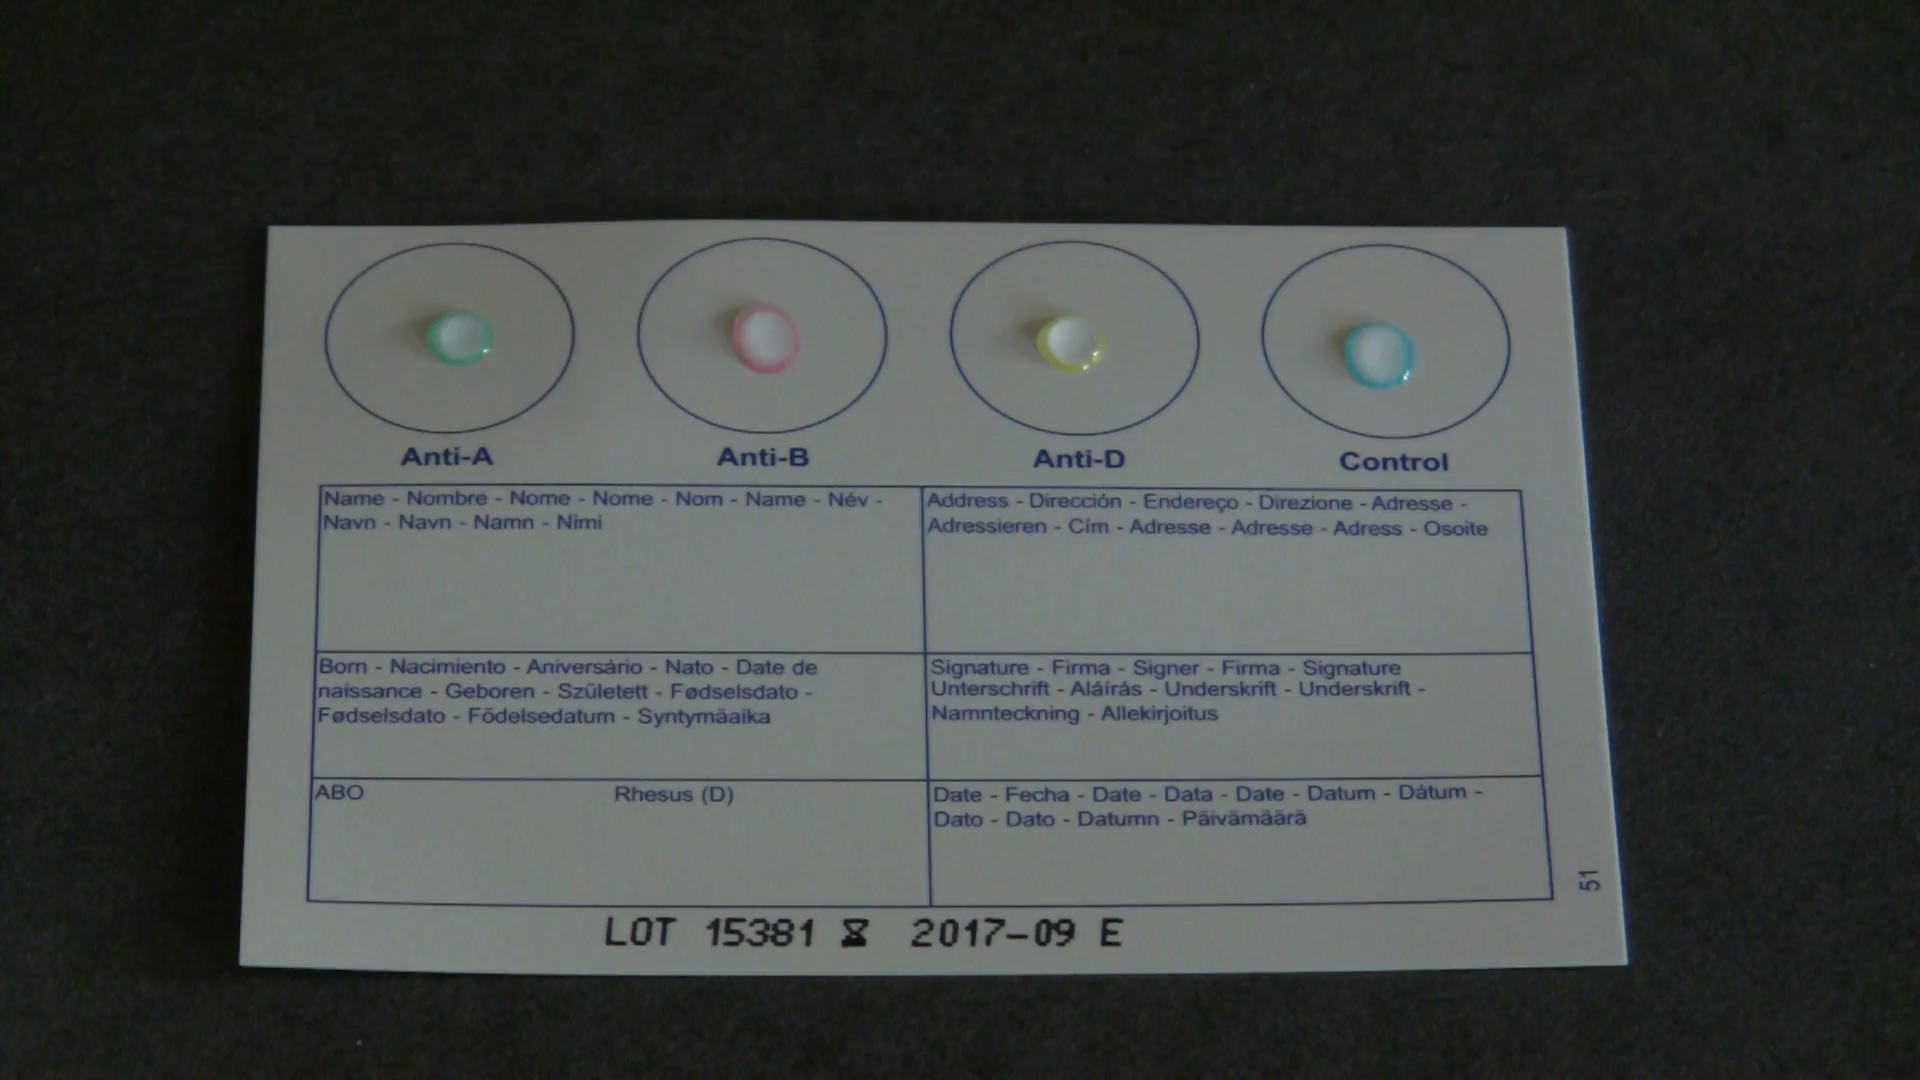 Anti-A
Anti-B
Anti-D
Control
Name - Nombre - Nome - Nome - Nom - Name - Név -
Navn - Navn - Namn - Nimi
Address - Dirección - Endereço - Direzione - Adresse -
Adressieren - Cím - Adresse - Adresse - Adress - Osoite
Born - Nacimiento - Aniversário - Nato - Date de
naissance - Geboren - Született - Fødselsdato -
Fødselsdato - Födelsedatum - Syntymäaika
Signature - Firma - Signer - Firma - Signature
Unterschrift - Aláírás - Underskrift - Underskrift -
Namnteckning - Allekirjoitus
ABO
Rhesus (D)
Date - Fecha - Date - Data - Date - Datum - Dátum -
Dato - Dato - Datumn - Päivämäärä
51
LOT 15381 ⌛ 2017-09 E